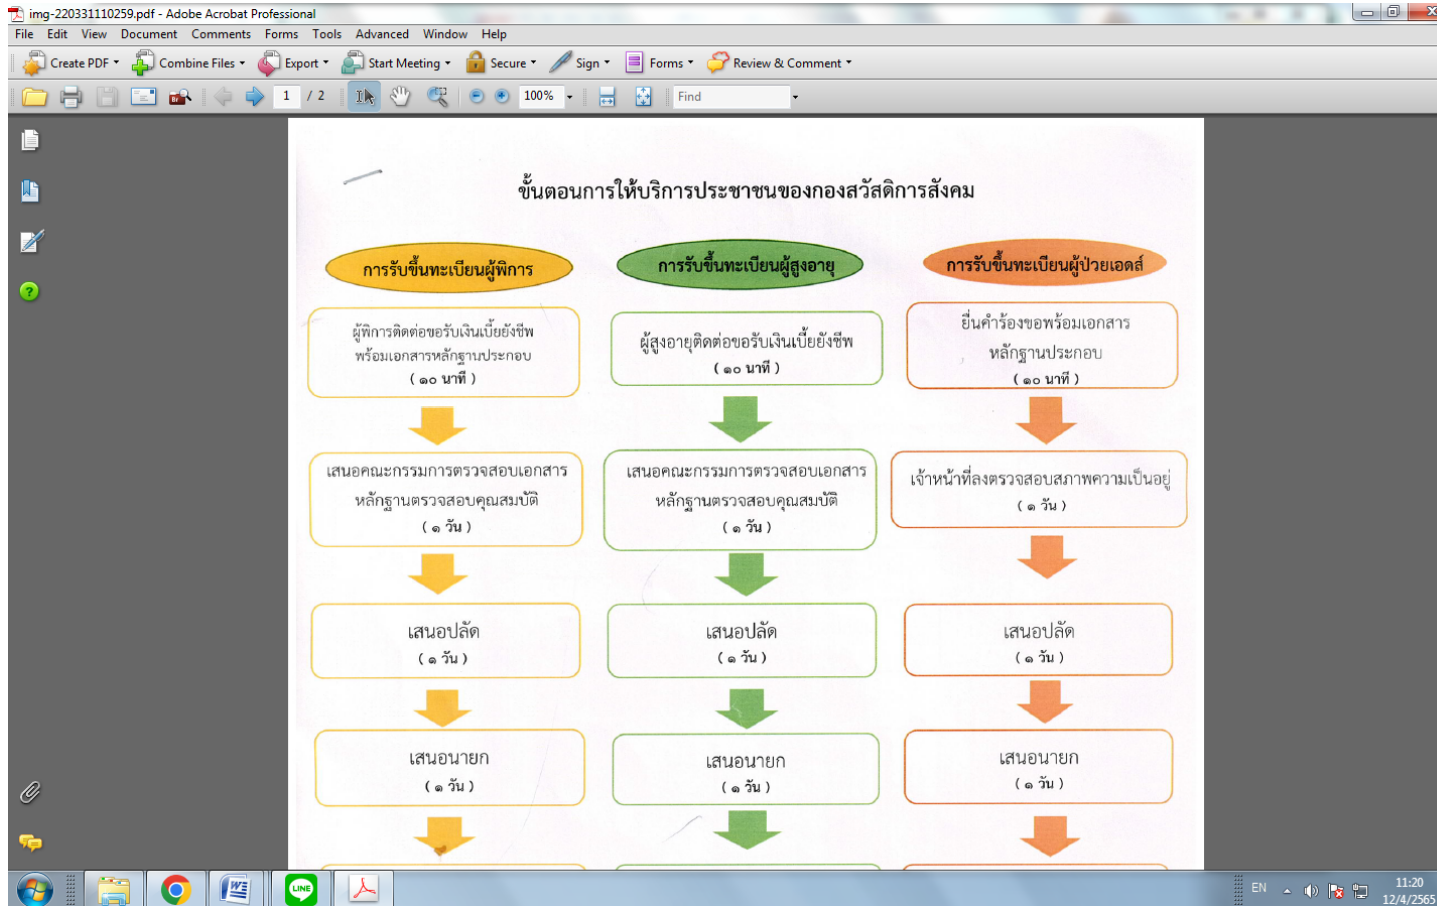 img-220331110259.pdf - Adobe Acrobat Professional
File Edit View Document Comments Forms Tools Advanced Window Help
Create PDF Combine Files Export Start Meeting Secure Sign Forms Review & Comment
1 / 2 100% Find
ขั้นตอนการให้บริการประชาชนของกองสวัสดิการสังคม
การรับขึ้นทะเบียนผู้พิการ
ผู้พิการติดต่อขอรับเงินเบี้ยยังชีพ
พร้อมเอกสารหลักฐานประกอบ
( ๑๐ นาที )
เสนอคณะกรรมการตรวจสอบเอกสาร
หลักฐานตรวจสอบคุณสมบัติ
( ๑ วัน )
เสนอปลัด
( ๑ วัน )
เสนอนายก
( ๑ วัน )
การรับขึ้นทะเบียนผู้สูงอายุ
ผู้สูงอายุติดต่อขอรับเงินเบี้ยยังชีพ
( ๑๐ นาที )
เสนอคณะกรรมการตรวจสอบเอกสาร
หลักฐานตรวจสอบคุณสมบัติ
( ๑ วัน )
เสนอปลัด
( ๑ วัน )
เสนอนายก
( ๑ วัน )
การรับขึ้นทะเบียนผู้ป่วยเอดส์
ยื่นคำร้องขอพร้อมเอกสาร
หลักฐานประกอบ
( ๑๐ นาที )
เจ้าหน้าที่ลงตรวจสอบสภาพความเป็นอยู่
( ๑ วัน )
เสนอปลัด
( ๑ วัน )
เสนอนายก
( ๑ วัน )
LINE
EN
11:20
12/4/2565